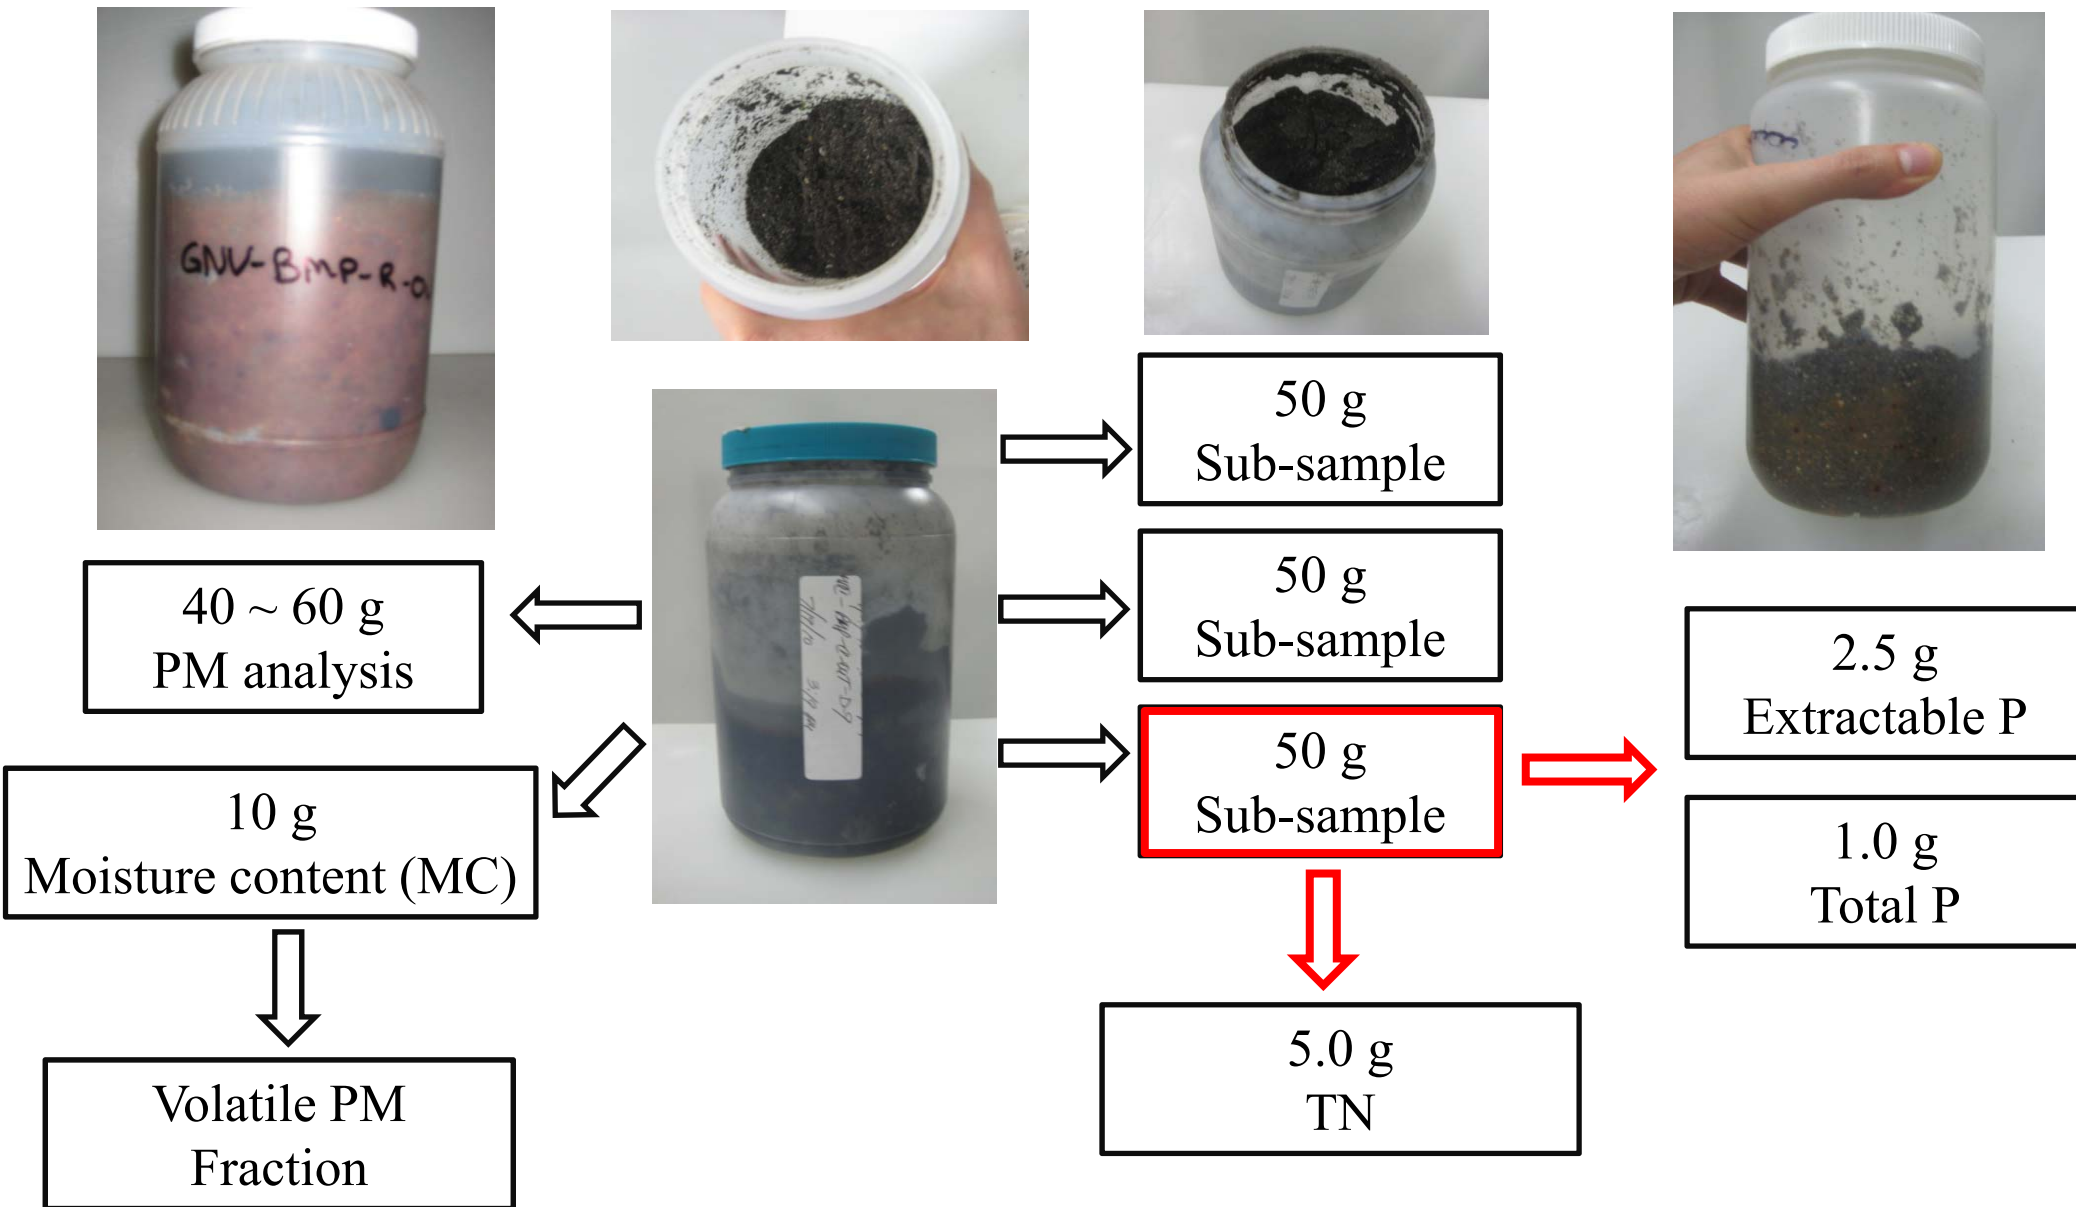 GNV-BMP-R-
50 g
Sub-sample
50 g
Sub-sample
50 g
Sub-sample
40 ~ 60 g
PM analysis
10 g
Moisture content (MC)
Volatile PM
Fraction
2.5 g
Extractable P
1.0 g
Total P
5.0 g
TN